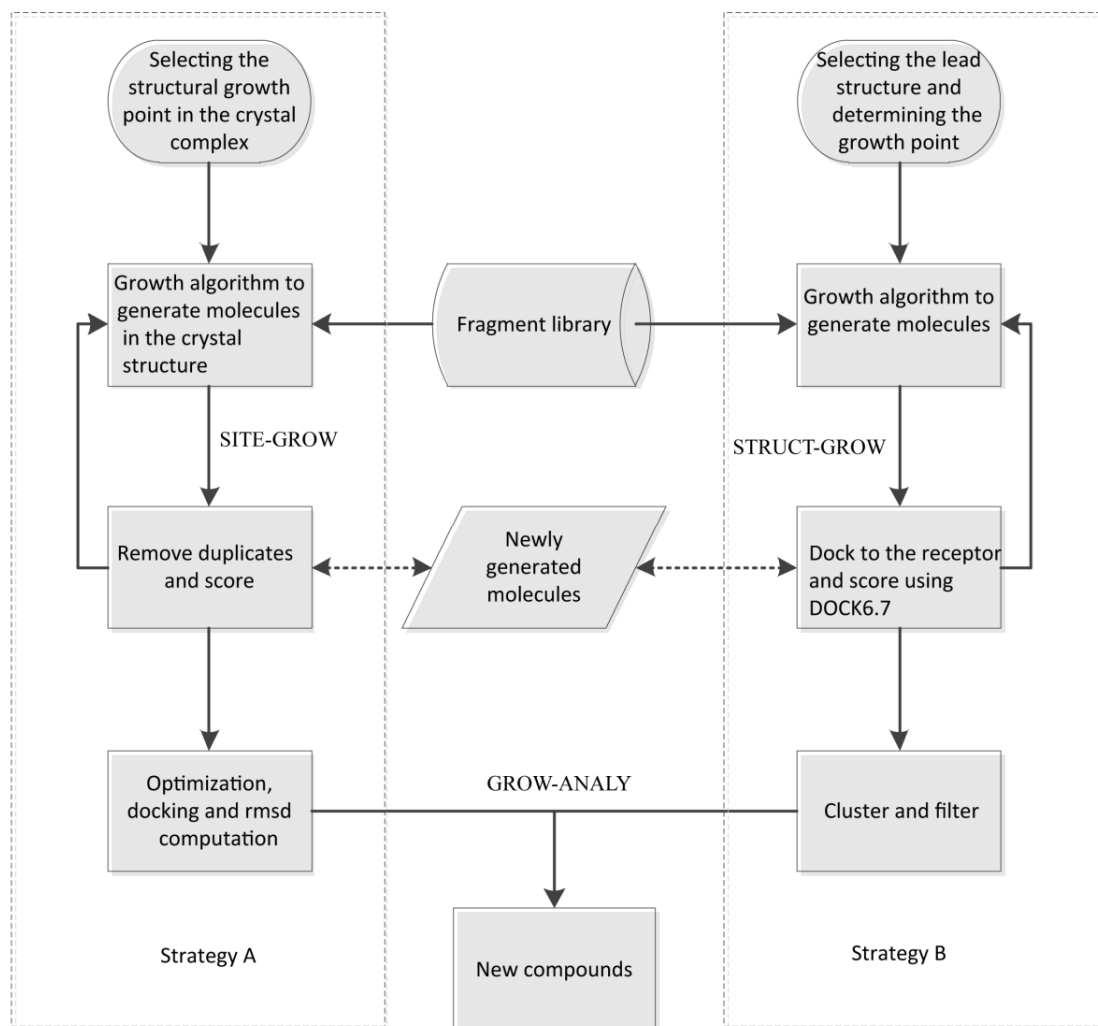 Selecting the
structural growth
point in the crystal
complex
Selecting the lead
structure and
determining the
growth point
Growth algorithm to
generate molecules
in the crystal
structure
Fragment library
Growth algorithm to
generate molecules
SITE-GROW
STRUCT-GROW
Remove duplicates
and score
Newly
generated
molecules
Dock to the receptor
and score using
DOCK6.7
Optimization,
docking and rmsd
computation
GROW-ANALY
Cluster and filter
Strategy A
New compounds
Strategy B